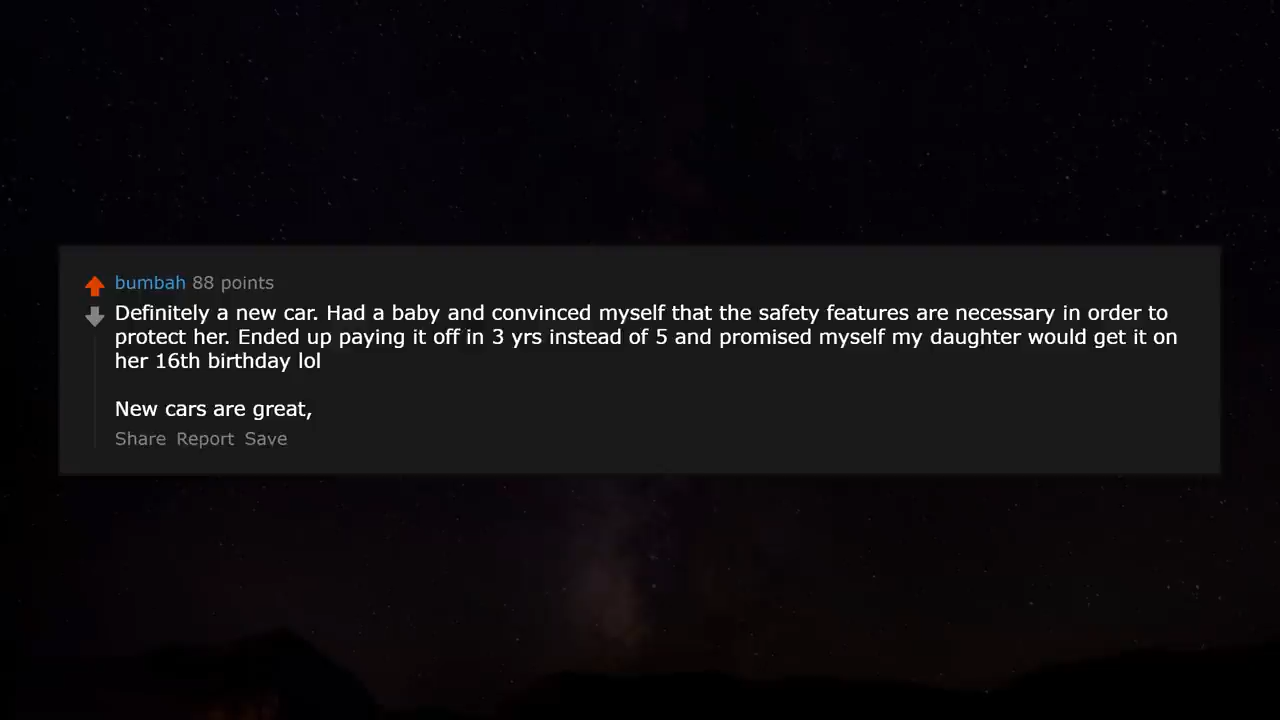 bumbah 88 points
Definitely a new car. Had a baby and convinced myself that the safety features are necessary in order to
protect her. Ended up paying it off in 3 yrs instead of 5 and promised myself my daughter would get it on
her 16th birthday lol
New cars are great,
Share Report Save